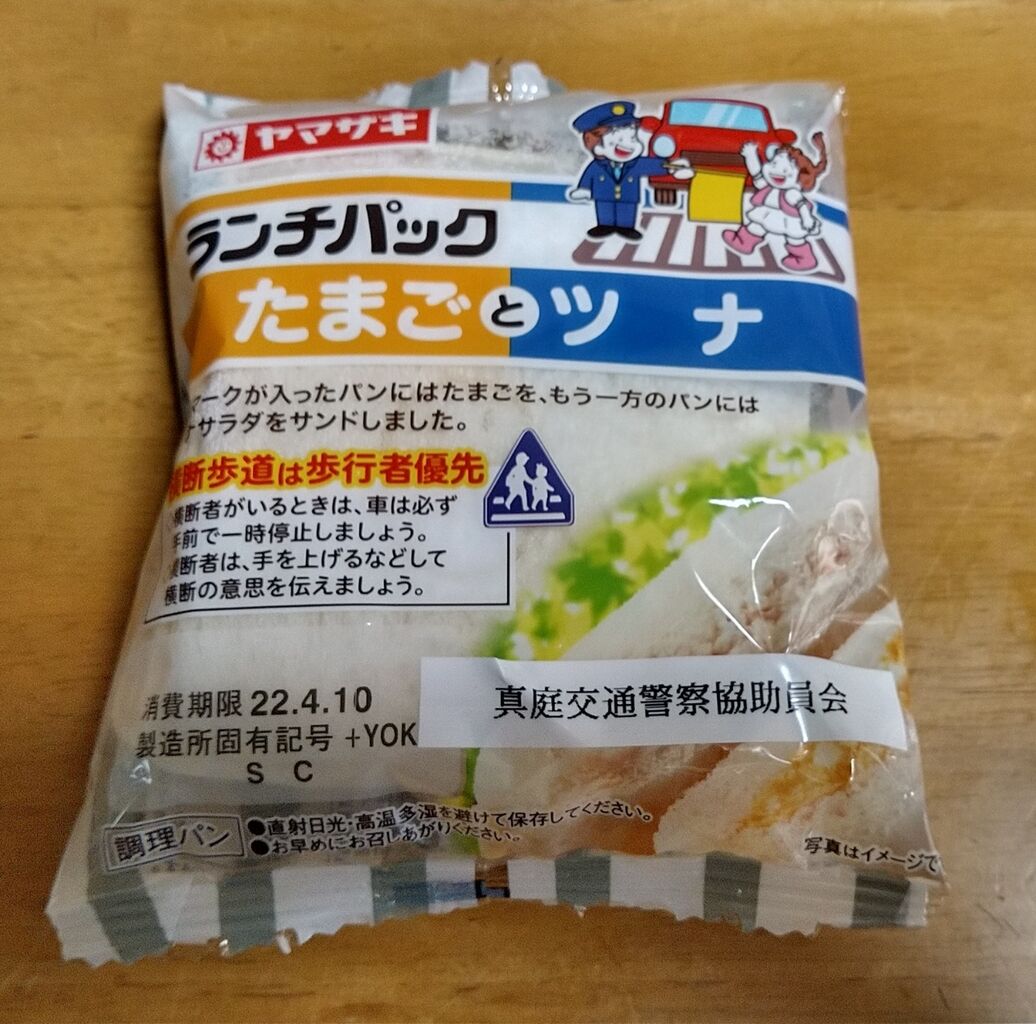 ヤマザキ
ランチパック
たまごとツナ
マークが入ったパンにはたまごを、もう一方のパンには
サラダをサンドしました。
横断歩道は歩行者優先
横断者がいるときは、車は必ず
手前で一時停止しましょう。
横断者は、手を上げるなどして
横断の意思を伝えましょう。
消費期限 22.4.10
製造所固有記号 +YOK
S C
真庭交通警察協助員会
調理パン
●直射日光・高温多湿を避けて保存してください。
●お早めにお召しあがりください。
写真はイメージで